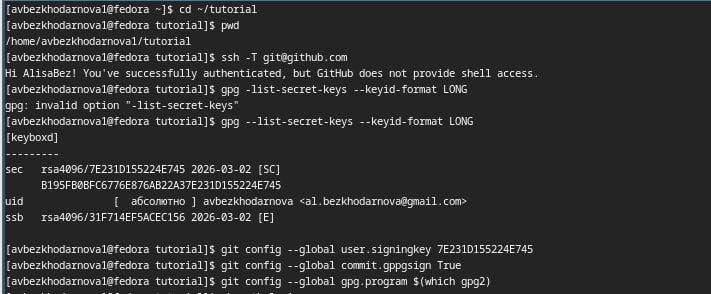 [avbezkhodarnova1@fedora ~]$ cd ~/tutorial
[avbezkhodarnova1@fedora tutorial]$ pwd
/home/avbezkhodarnova1/tutorial
[avbezkhodarnova1@fedora tutorial]$ ssh -T git@github.com
Hi AlisaBez! You've successfully authenticated, but GitHub does not provide shell access.
[avbezkhodarnova1@fedora tutorial]$ gpg -list-secret-keys --keyid-format LONG
gpg: invalid option "-list-secret-keys"
[avbezkhodarnova1@fedora tutorial]$ gpg --list-secret-keys --keyid-format LONG
[keyboxd]
---------
sec   rsa4096/7E231D155224E745 2026-03-02 [SC]
      B195FB0BFC6776E876AB22A37E231D155224E745
uid              [  абсолютно ] avbezkhodarnova <al.bezkhodarnova@gmail.com>
ssb   rsa4096/31F714EF5ACEC156 2026-03-02 [E]
[avbezkhodarnova1@fedora tutorial]$ git config --global user.signingkey 7E231D155224E745
[avbezkhodarnova1@fedora tutorial]$ git config --global commit.gppgsign True
[avbezkhodarnova1@fedora tutorial]$ git config --global gpg.program $(which gpg2)